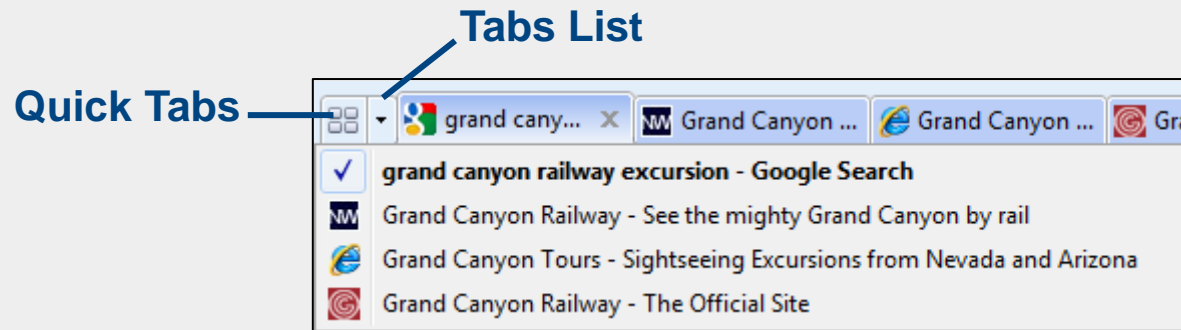 Tabs List
Quick Tabs
grand cany... Grand Canyon ... Grand Canyon ... Gra
grand canyon railway excursion - Google Search
NW Grand Canyon Railway - See the mighty Grand Canyon by rail
Grand Canyon Tours - Sightseeing Excursions from Nevada and Arizona
Grand Canyon Railway - The Official Site